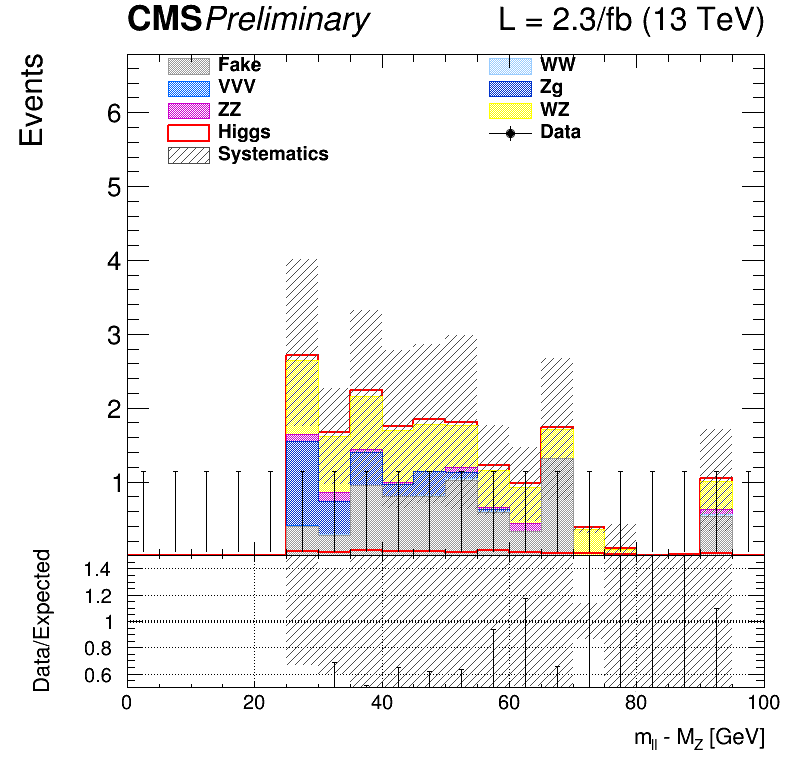 CMS Preliminary L = 2.3/fb (13 TeV)
Events
Fake WW
VVV Zg
ZZ WZ
Higgs Data
Systematics
6
5
4
3
2
1
Data/Expected
1.4
1.2
1
0.8
0.6
0 20 40 60 80 100
m_ll - M_Z [GeV]